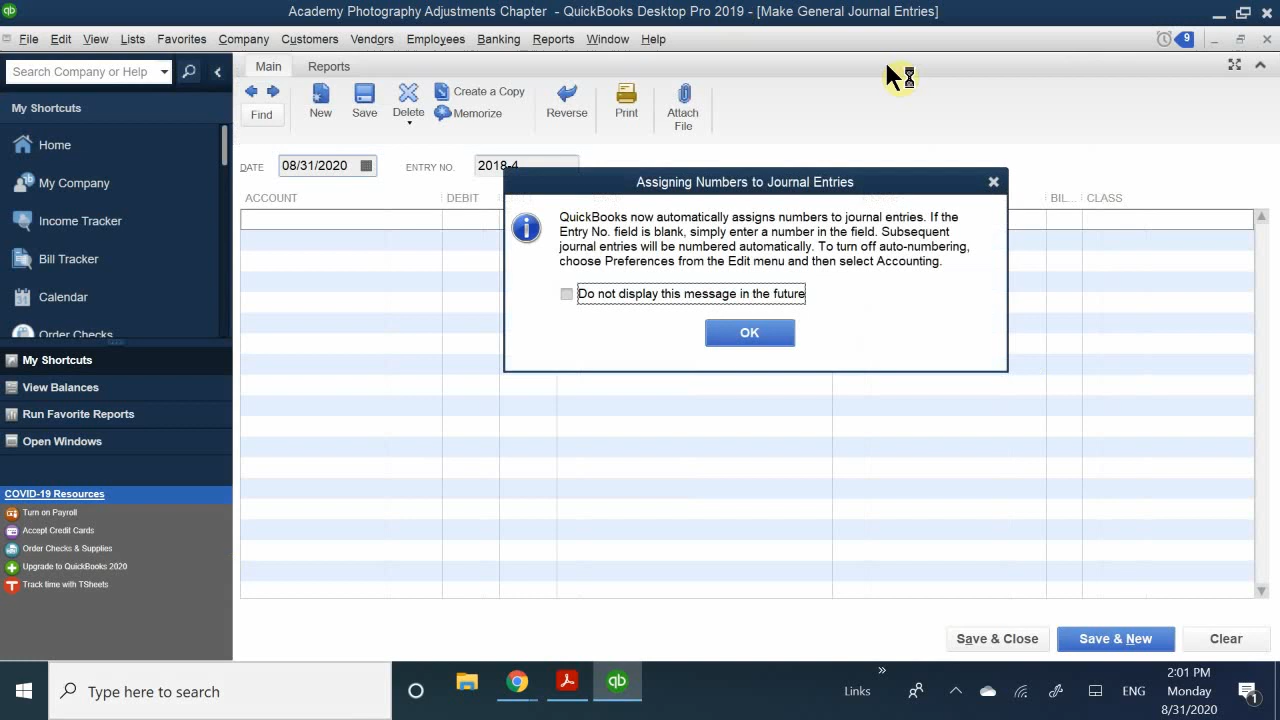 Academy Photography Adjustments Chapter - QuickBooks Desktop Pro 2019 - [Make General Journal Entries]
File Edit View Lists Favorites Company Customers Vendors Employees Banking Reports Window Help 9
Search Company or Help
Main Reports
My Shortcuts
Home
My Company
Income Tracker
Bill Tracker
Calendar
Order Checks
My Shortcuts
View Balances
Run Favorite Reports
Open Windows
COVID-19 Resources
Turn on Payroll
Accept Credit Cards
Order Checks & Supplies
Upgrade to QuickBooks 2020
Track time with TSheets
Find
New
Save
Delete
Create a Copy
Memorize
Reverse
Print
Attach
File
DATE 08/31/2020 ENTRY NO. 2018-4
ACCOUNT DEBIT BIL... CLASS
Assigning Numbers to Journal Entries
QuickBooks now automatically assigns numbers to journal entries. If the
Entry No. field is blank, simply enter a number in the field. Subsequent
journal entries will be numbered automatically. To turn off auto-numbering,
choose Preferences from the Edit menu and then select Accounting.
Do not display this message in the future
OK
Save & Close Save & New Clear
Type here to search
Links
ENG
2:01 PM
Monday
8/31/2020
1